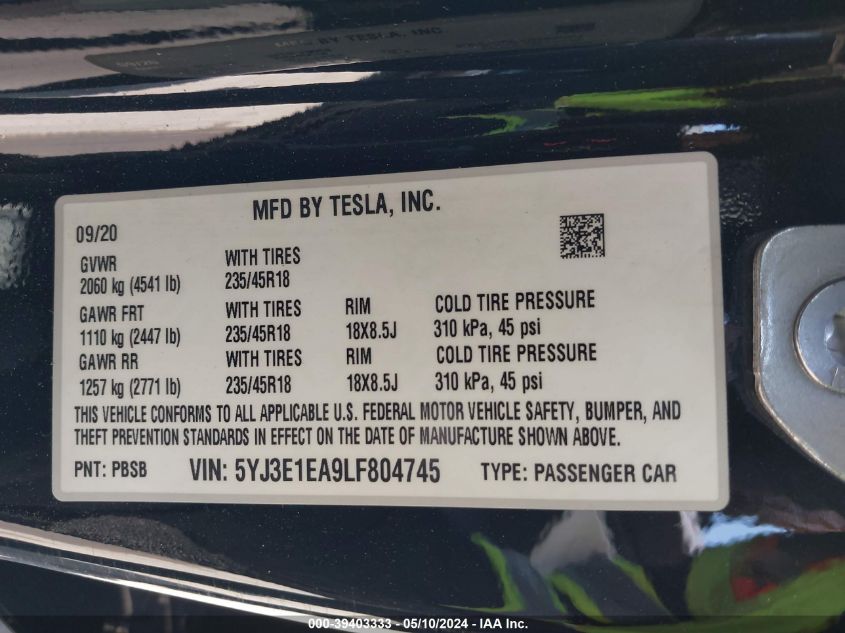 MFD BY TESLA, INC.
09/20
GVWR WITH TIRES
2060 kg (4541 lb) 235/45R18
GAWR FRT WITH TIRES RIM COLD TIRE PRESSURE
1110 kg (2447 lb) 235/45R18 18X8.5J 310 kPa, 45 psi
GAWR RR WITH TIRES RIM COLD TIRE PRESSURE
1257 kg (2771 lb) 235/45R18 18X8.5J 310 kPa, 45 psi
THIS VEHICLE CONFORMS TO ALL APPLICABLE U.S. FEDERAL MOTOR VEHICLE SAFETY, BUMPER, AND
THEFT PREVENTION STANDARDS IN EFFECT ON THE DATE OF MANUFACTURE SHOWN ABOVE.
PNT: PBSB VIN: 5YJ3E1EA9LF804745 TYPE: PASSENGER CAR
000-39403333 - 05/10/2024 - IAA Inc.